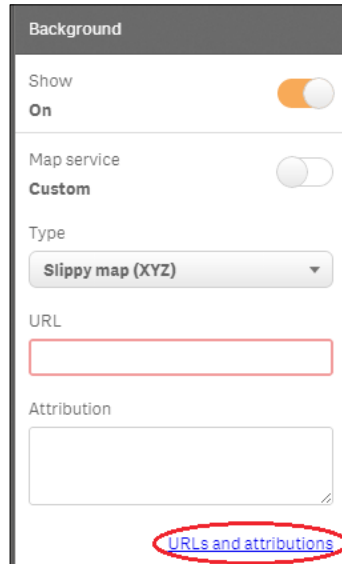 Background
Show
On
Map service
Custom
Type
Slippy map (XYZ)
URL
Attribution
URLs and attributions